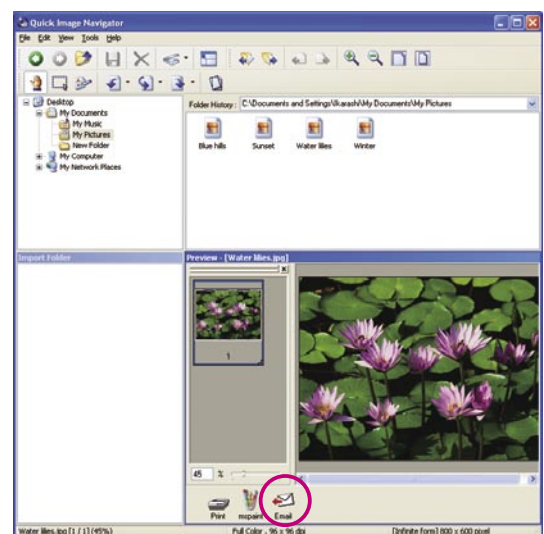 Quick Image Navigator
File Edit View Tools Help
Desktop
My Documents
My Music
My Pictures
New Folder
My Computer
My Network Places
Folder History: C:\Documents and Settings\lkarashi\My Documents\My Pictures
Blue hills Sunset Water lilies Winter
Import Folder
Preview - [Water lilies.jpg]
1
45 %
Print mspaint Email
Water lilies.jpg [1 / 1] (45%) Full Color - 96 x 96 dpi [Infinite form] 800 x 600 pixel